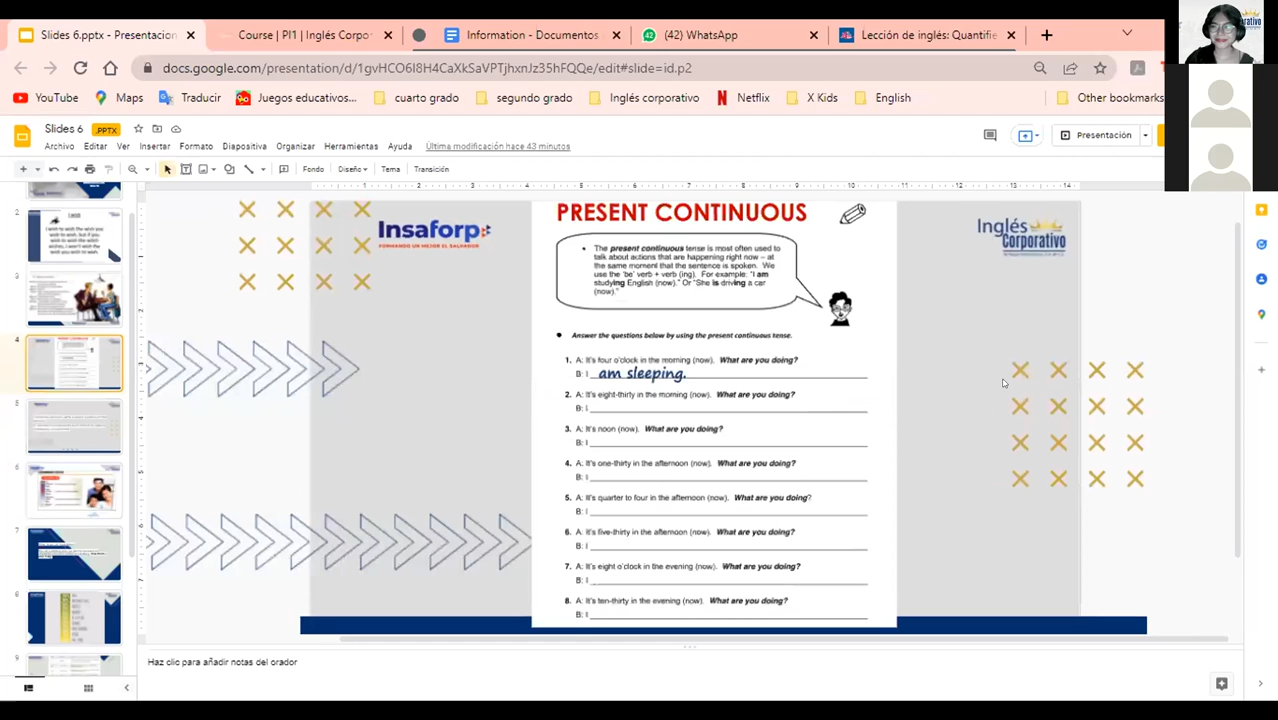 Slides 6.pptx - Presentacion
Course | PI1 | Inglés Corpor
Information - Documentos
(42) WhatsApp
Lección de inglés: Quantifie
docs.google.com/presentation/d/1gvHCO6I8H4CaXkSaVPTjhxnJz35hFQQe/edit#slide=id.p2
YouTube
Maps
Traducir
Juegos educativos...
cuarto grado
segundo grado
Inglés corporativo
Netflix
X Kids
English
Other bookmarks
Slides 6
.PPTX
Archivo Editar Ver Insertar Formato Diapositiva Organizar Herramientas Ayuda Última modificación hace 43 minutos
Presentación
Fondo Diseño Tema Transición
Insaforp
FORMANDO UN MEJOR EL SALVADOR
Inglés
Corporativo
PRESENT CONTINUOUS
• The present continuous tense is most often used to
talk about actions that are happening right now – at
the same moment that the sentence is spoken. We
use the 'be' verb + verb (ing). For example: "I am
studying English (now)." Or "She is driving a car
(now)."
● Answer the questions below by using the present continuous tense.
1. A: It's four o'clock in the morning (now). What are you doing?
B: I am sleeping.
2. A: It's eight-thirty in the morning (now). What are you doing?
B: I
3. A: It's noon (now). What are you doing?
B: I
4. A: It's one-thirty in the afternoon (now). What are you doing?
B: I
5. A: It's quarter to four in the afternoon (now). What are you doing?
B: I
6. A: It's five-thirty in the afternoon (now). What are you doing?
B: I
7. A: It's eight o'clock in the evening (now). What are you doing?
B: I
8. A: It's ten-thirty in the evening (now). What are you doing?
B: I
2
3
4
5
6
7
8
9
Haz clic para añadir notas del orador